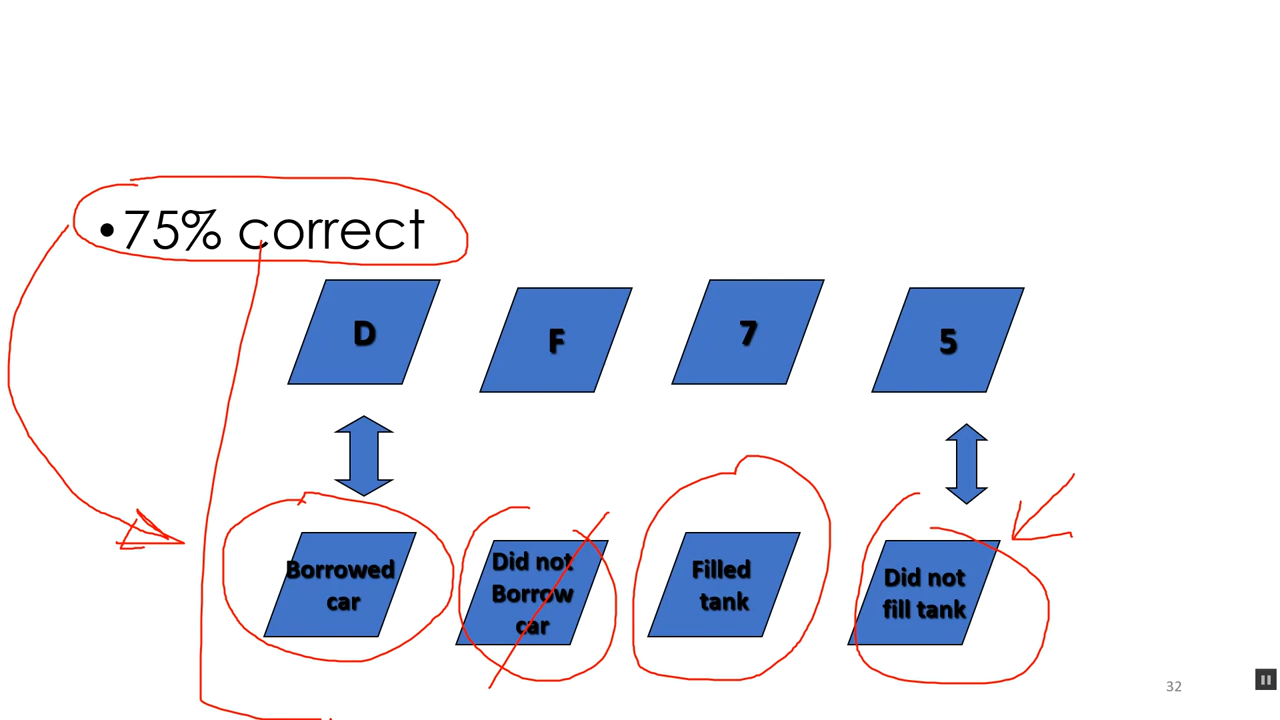 •75% correct
D
F
7
5
Borrowed
car
Did not
Borrow
car
Filled
tank
Did not
fill tank
32